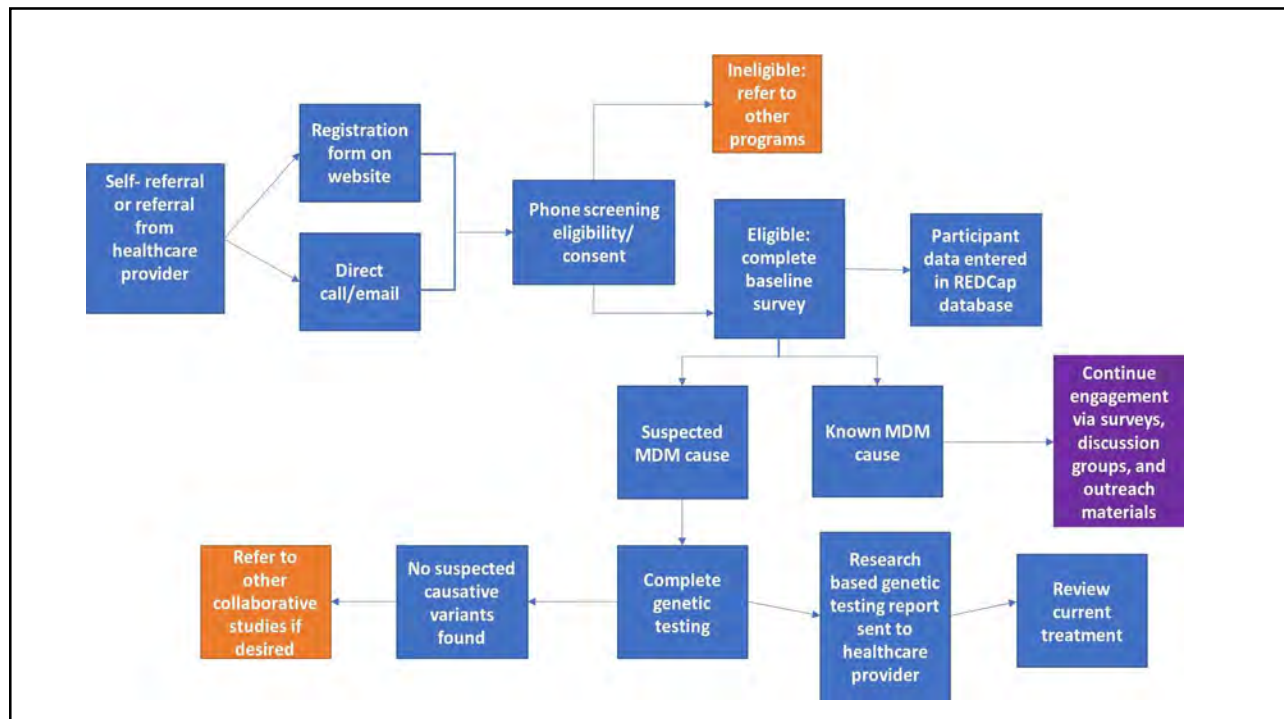 Self- referral
or referral
from
healthcare
provider
Registration
form on
website
Direct
call/email
Phone screening
eligibility/
consent
Ineligible:
refer to
other
programs
Eligible:
complete
baseline
survey
Participant
data entered
in REDCap
database
Suspected
MDM cause
Known MDM
cause
Continue
engagement
via surveys,
discussion
groups, and
outreach
materials
Refer to
other
collaborative
studies if
desired
No suspected
causative
variants
found
Complete
genetic
testing
Research
based genetic
testing report
sent to
healthcare
provider
Review
current
treatment